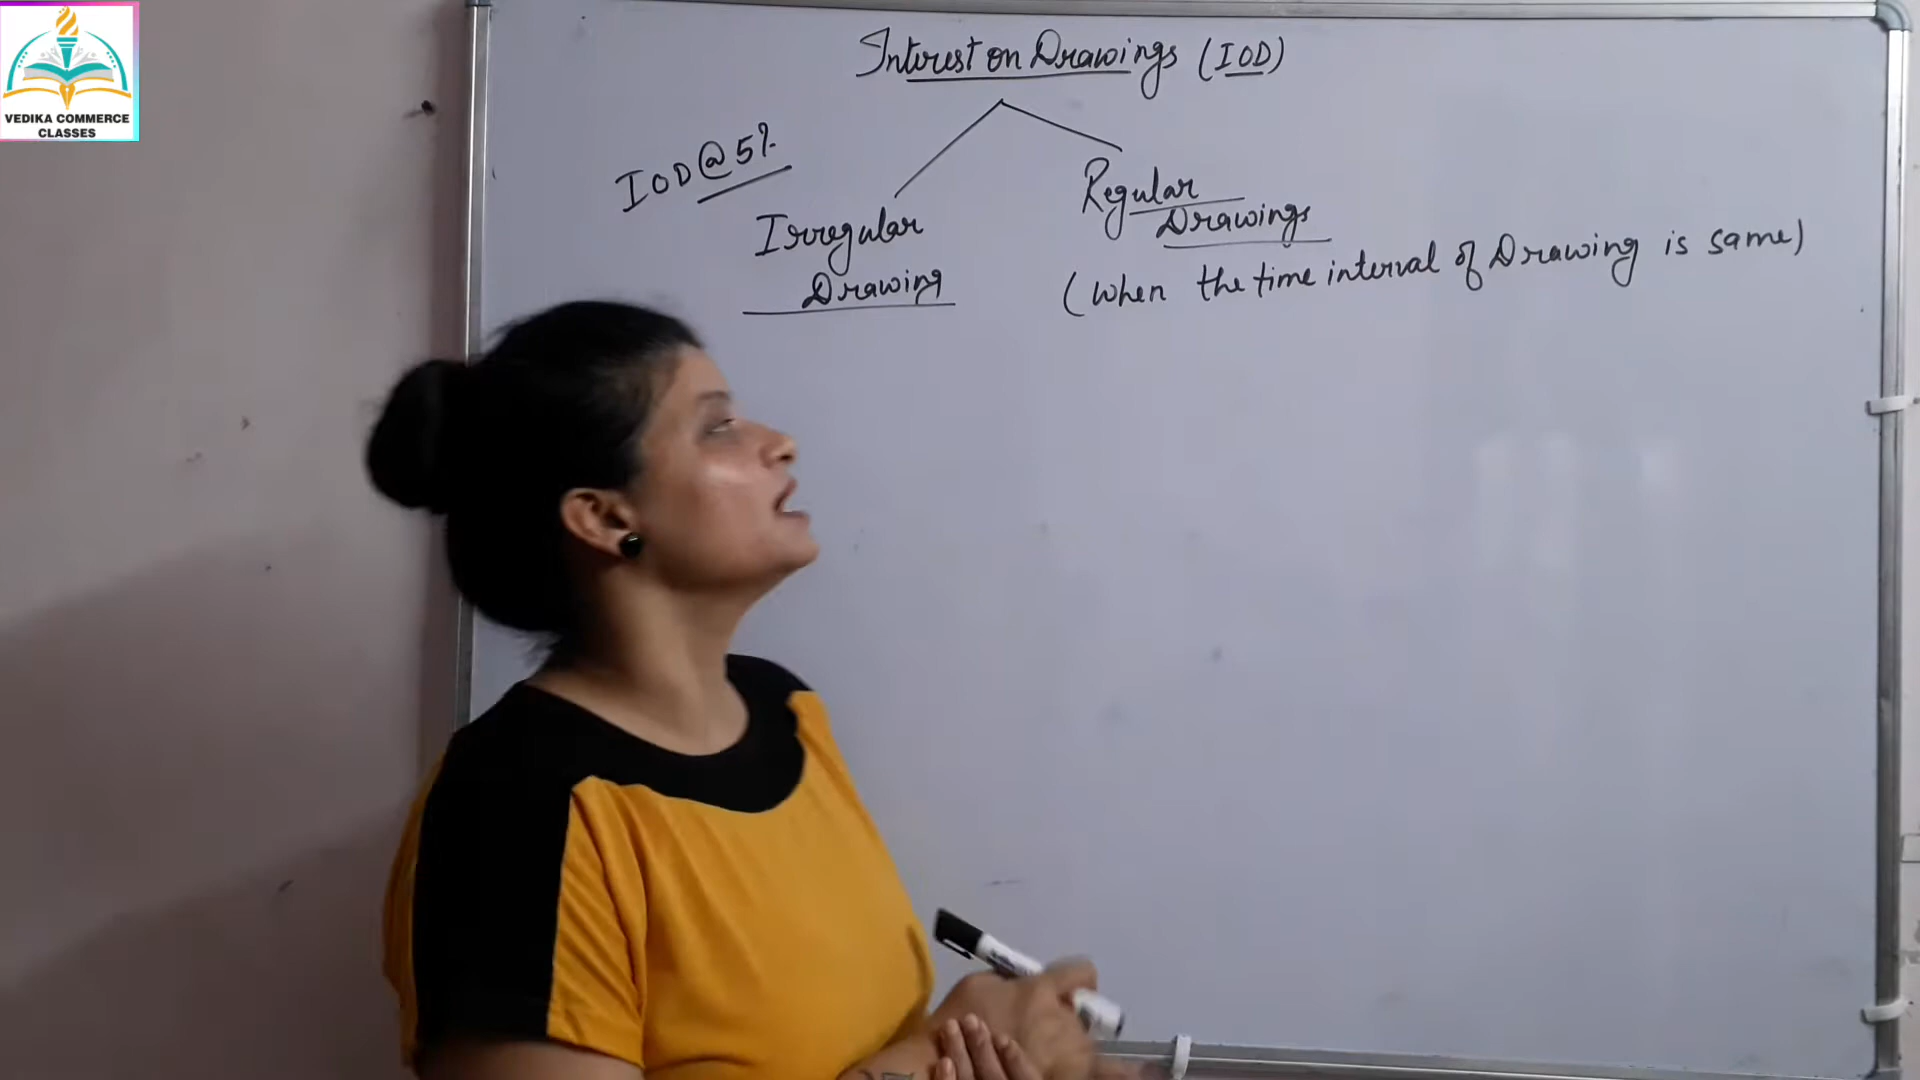 VEDIKA COMMERCE
CLASSES
Interest on Drawings (IOD)
IOD@5%
Irregular
Drawing
Regular
Drawings
(When the time interval of Drawing is same)